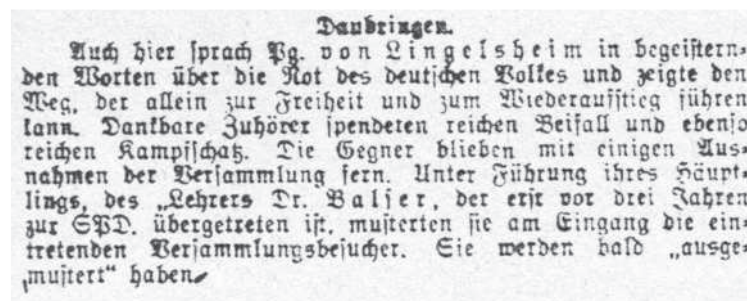 Daubringen.
Auch hier sprach Pg. von Lingelsheim in begeistern-
den Worten über die Not des deutschen Volkes und zeigte den
Weg, der allein zur Freiheit und zum Wiederaufstieg führen
kann. Dankbare Zuhörer spendeten reichen Beifall und ebenso
reichen Kampfschatz. Die Gegner blieben mit einigen Aus-
nahmen der Versammlung fern. Unter Führung ihres Häupt-
lings, des „Lehrers Dr. Balser, der erst vor drei Jahren
zur SPD. übergetreten ist, musterten sie am Eingang die ein-
tretenden Versammlungsbesucher. Sie werden bald „ausge-
mustert“ haben.